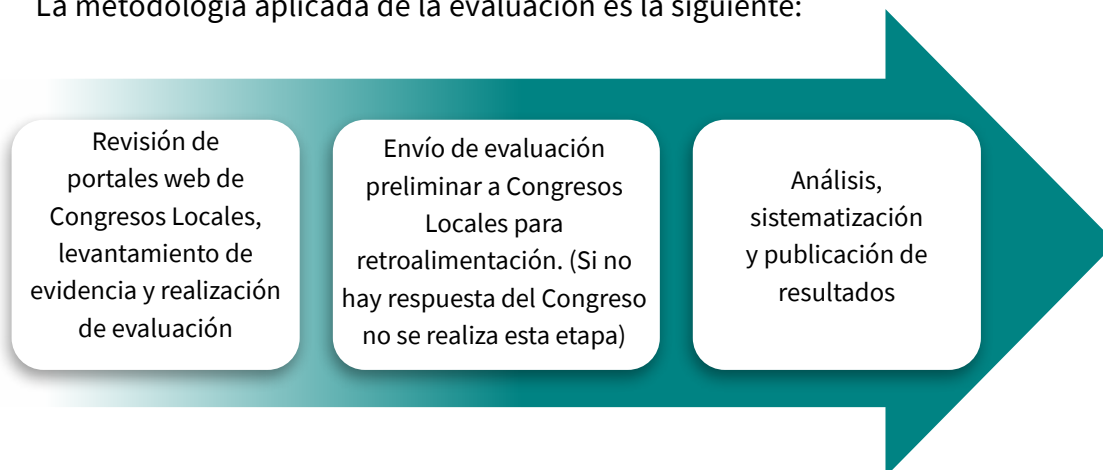 La metodología aplicada de la evaluación es la siguiente:
Revisión de
portales web de
Congresos Locales,
levantamiento de
evidencia y realización
de evaluación
Envío de evaluación
preliminar a Congresos
Locales para
retroalimentación. (Si no
hay respuesta del Congreso
no se realiza esta etapa)
Análisis,
sistematización
y publicación de
resultados